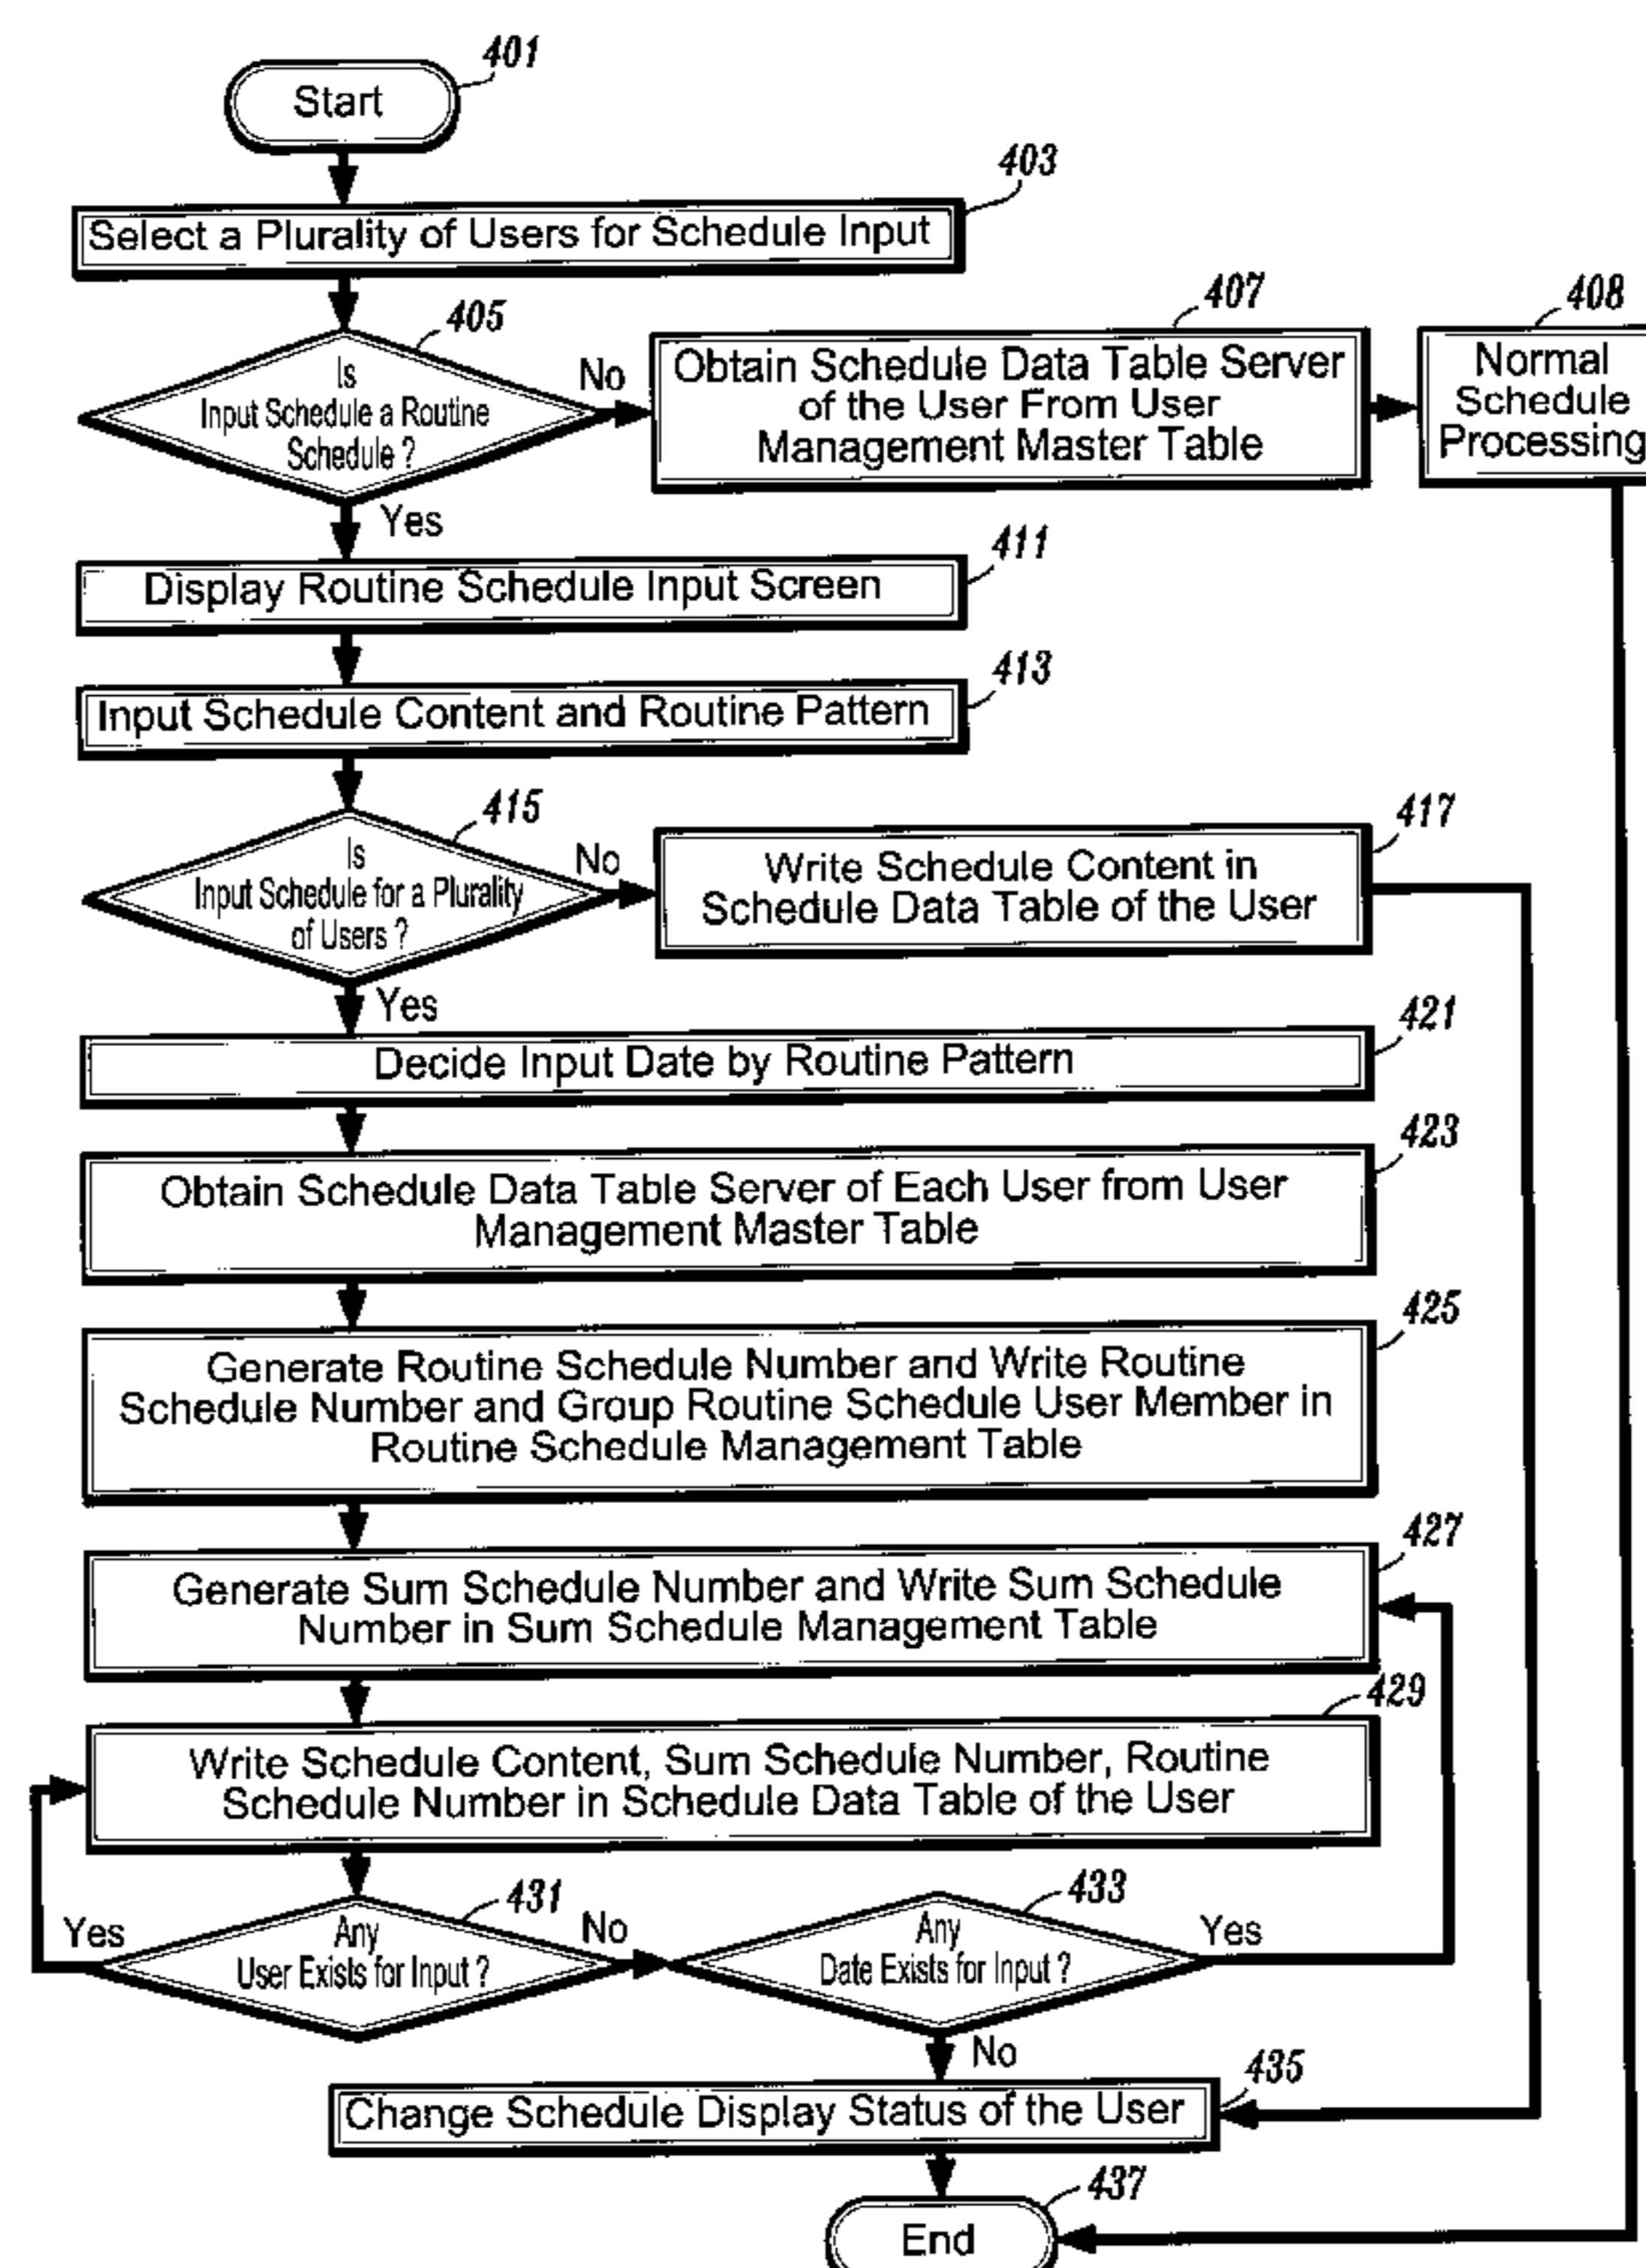 401
Start
403
Select a Plurality of Users for Schedule Input
405
Is
Input Schedule a Routine
Schedule ?
No
407
Obtain Schedule Data Table Server
of the User From User
Management Master Table
408
Normal
Schedule
Processing
Yes
411
Display Routine Schedule Input Screen
413
Input Schedule Content and Routine Pattern
415
Is
Input Schedule for a Plurality
of Users ?
No
417
Write Schedule Content in
Schedule Data Table of the User
Yes
421
Decide Input Date by Routine Pattern
423
Obtain Schedule Data Table Server of Each User from User
Management Master Table
425
Generate Routine Schedule Number and Write Routine
Schedule Number and Group Routine Schedule User Member in
Routine Schedule Management Table
427
Generate Sum Schedule Number and Write Sum Schedule
Number in Sum Schedule Management Table
429
Write Schedule Content, Sum Schedule Number, Routine
Schedule Number in Schedule Data Table of the User
431
Yes
Any
User Exists for Input ?
No
433
Any
Date Exists for Input ?
Yes
No
435
Change Schedule Display Status of the User
437
End